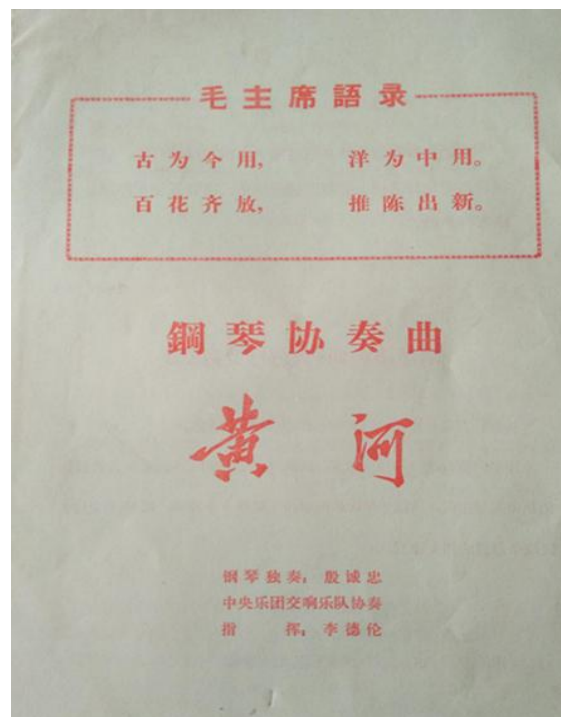 毛主席語录
古为今用,　洋为中用。
百花齐放,　推陈出新。
鋼琴协奏曲
黄河
钢琴独奏：殷诚忠
中央乐团交响乐队协奏
指　挥：李德伦